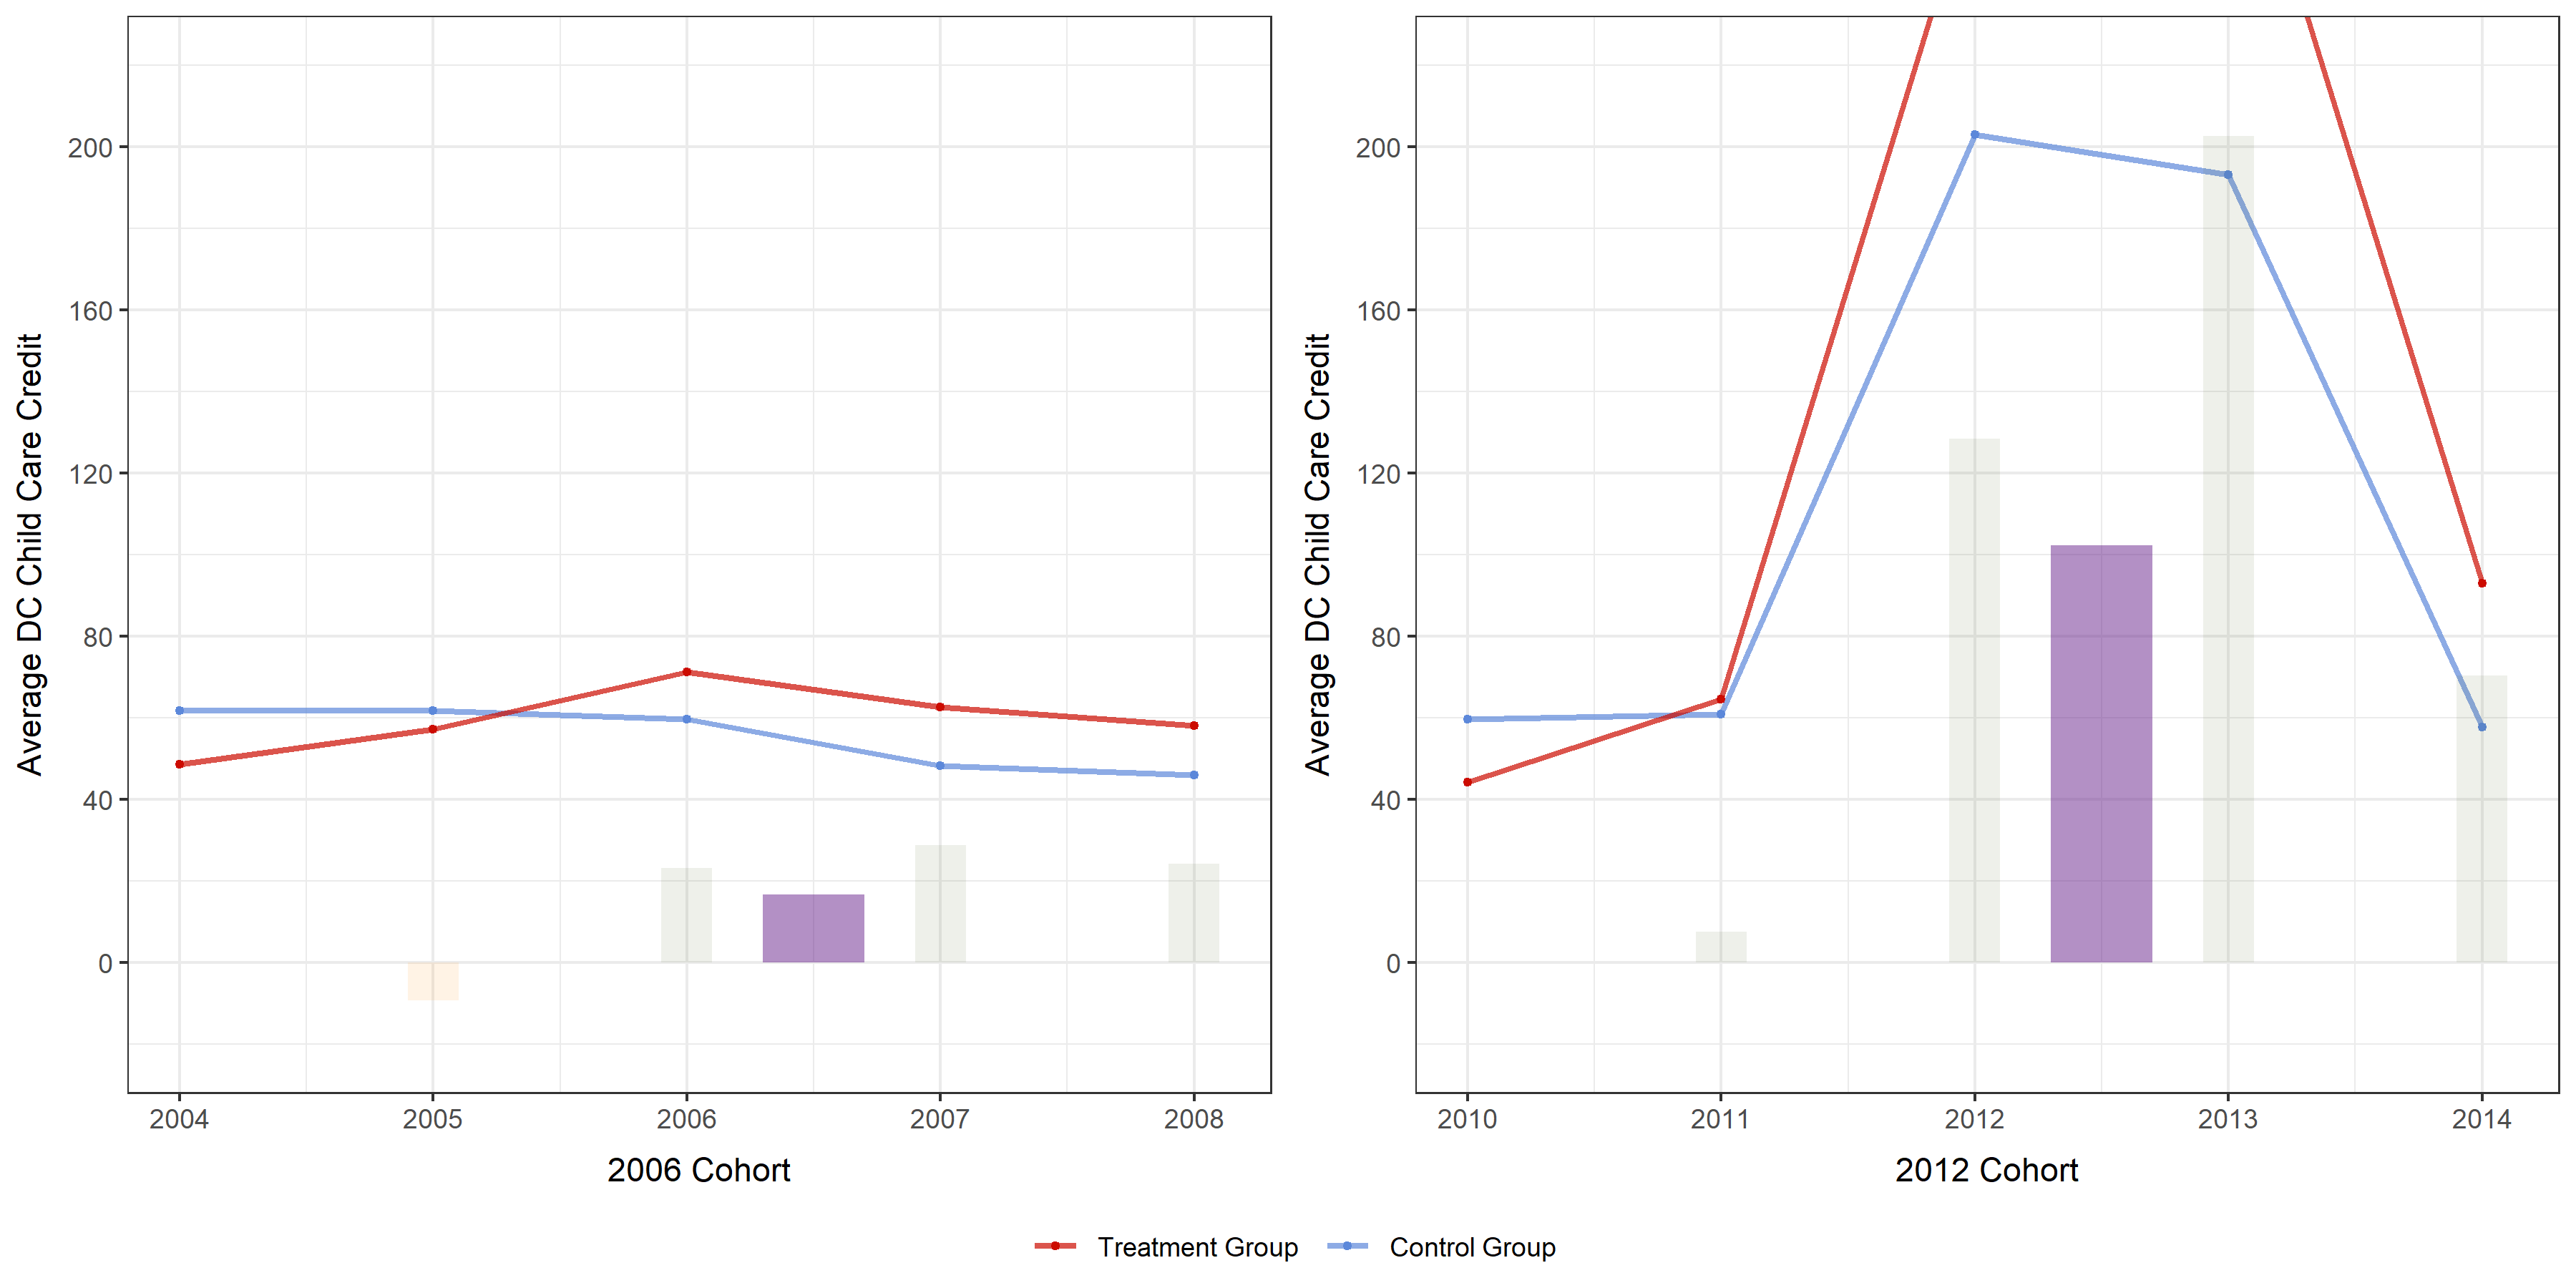 Average DC Child Care Credit
200
160
120
80
40
0
2004 2005 2006 2007 2008
2006 Cohort
Average DC Child Care Credit
200
160
120
80
40
0
2010 2011 2012 2013 2014
2012 Cohort
Treatment Group Control Group